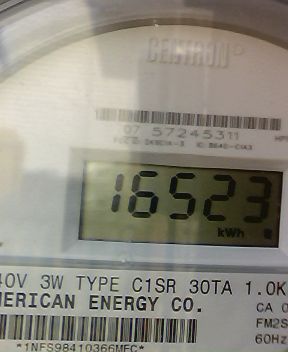 CENTRON
07 57245311
16523
kWh
40V 3W TYPE C1SR 30TA 1.0K
MERICAN ENERGY CO.
CA 0
FM2S
60Hz
*1NFS98410366MFC*